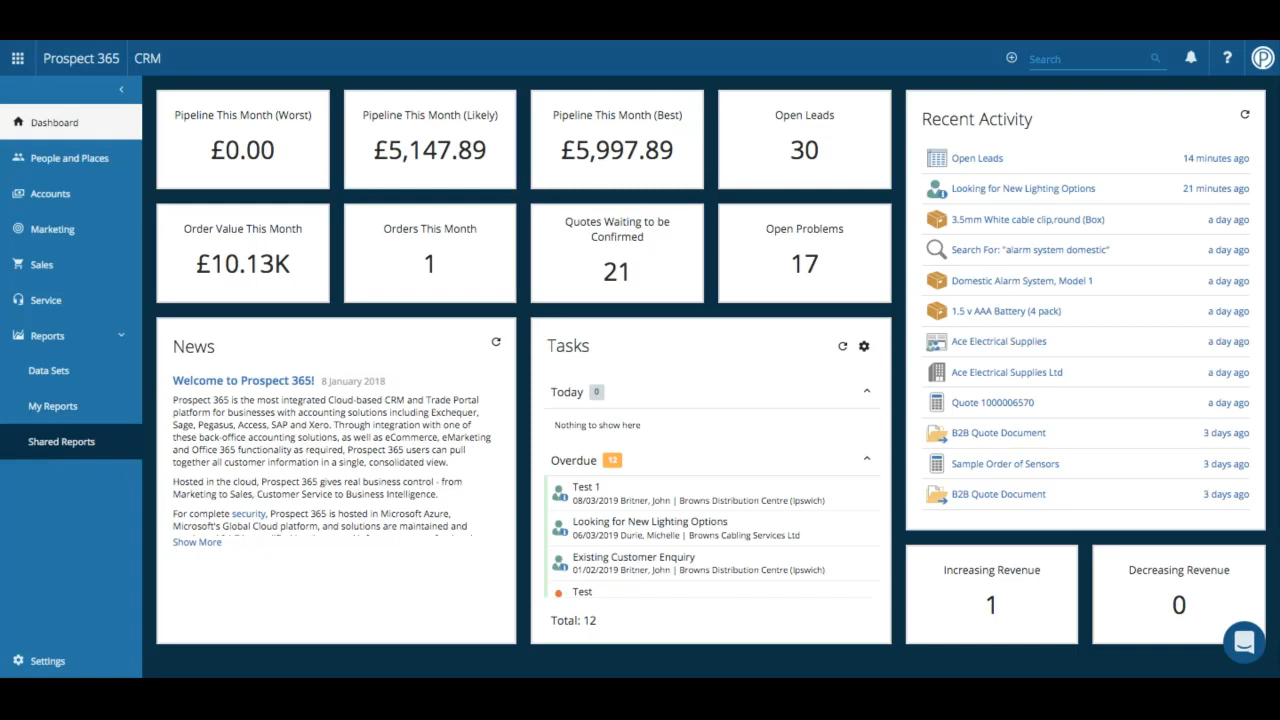 Prospect 365 CRM Search ?
Dashboard
People and Places
Accounts
Marketing
Sales
Service
Reports
Data Sets
My Reports
Shared Reports
Settings
Pipeline This Month (Worst)
£0.00
Pipeline This Month (Likely)
£5,147.89
Pipeline This Month (Best)
£5,997.89
Open Leads
30
Order Value This Month
£10.13K
Orders This Month
1
Quotes Waiting to be
Confirmed
21
Open Problems
17
News
Welcome to Prospect 365! 8 January 2018
Prospect 365 is the most integrated Cloud-based CRM and Trade Portal
platform for businesses with accounting solutions including Exchequer,
Sage, Pegasus, Access, SAP and Xero. Through integration with one of
these back-office accounting solutions, as well as eCommerce, eMarketing
and Office 365 functionality as required, Prospect 365 users can pull
together all customer information in a single, consolidated view.
Hosted in the cloud, Prospect 365 gives real business control - from
Marketing to Sales, Customer Service to Business Intelligence.
For complete security, Prospect 365 is hosted in Microsoft Azure,
Microsoft's Global Cloud platform, and solutions are maintained and
Show More
Tasks
Today 0
Nothing to show here
Overdue 12
Test 1
08/03/2019 Britner, John | Browns Distribution Centre (Ipswich)
Looking for New Lighting Options
06/03/2019 Durie, Michelle | Browns Cabling Services Ltd
Existing Customer Enquiry
01/02/2019 Britner, John | Browns Distribution Centre (Ipswich)
Test
Total: 12
Recent Activity
Open Leads 14 minutes ago
Looking for New Lighting Options 21 minutes ago
3.5mm White cable clip,round (Box) a day ago
Search For: "alarm system domestic" a day ago
Domestic Alarm System, Model 1 a day ago
1.5 v AAA Battery (4 pack) a day ago
Ace Electrical Supplies a day ago
Ace Electrical Supplies Ltd a day ago
Quote 1000006570 a day ago
B2B Quote Document 3 days ago
Sample Order of Sensors 3 days ago
B2B Quote Document 3 days ago
Increasing Revenue
1
Decreasing Revenue
0